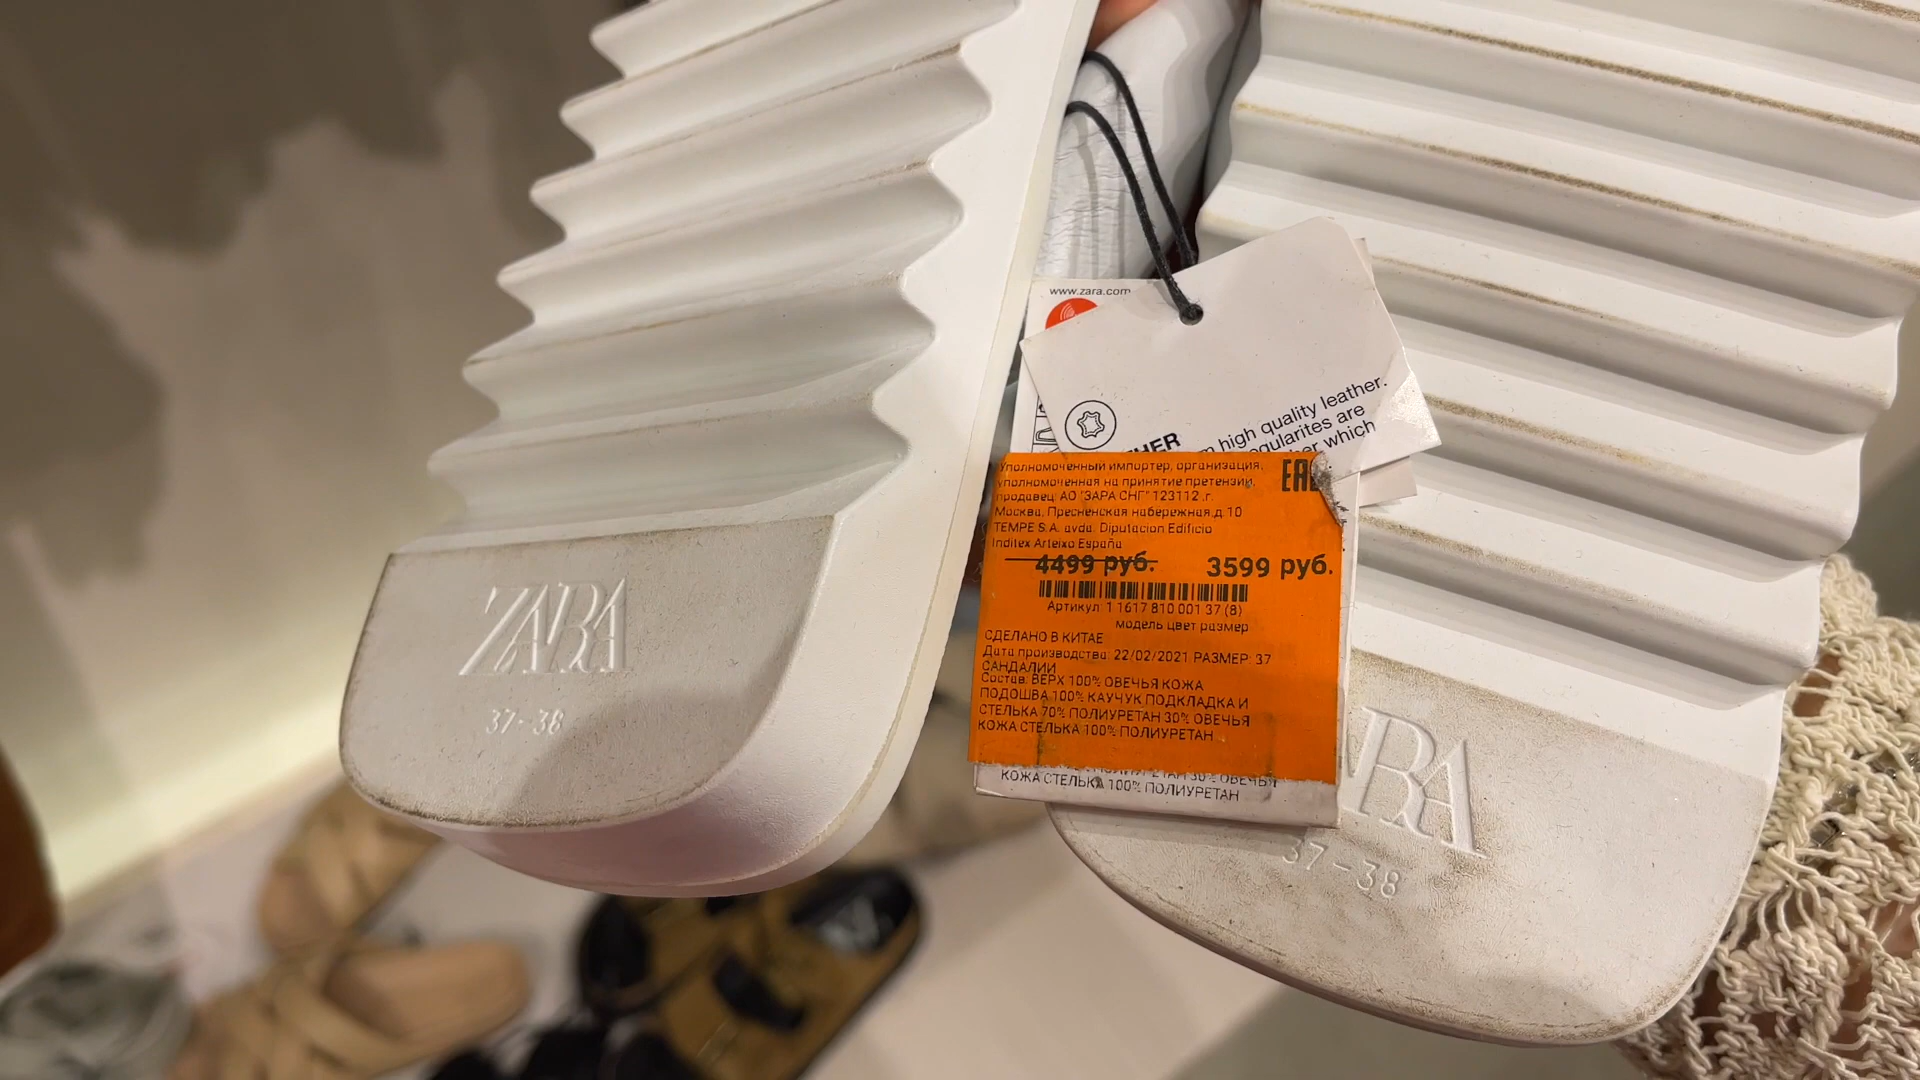 www.zara.com
high quality leather.
are
which
Уполномоченный импортер, организация,
уполномоченная на принятие претензий,
продавец: АО "ЗАРА СНГ" 123112 ,г.
Москва, Пресненская набережная,д.10
TEMPE S.A. avda. Diputacion Edificio
Inditex Arteixo España
EAC
4499 руб. 3599 руб.
Артикул: 1 1617 810 001 37 (8)
модель цвет размер
СДЕЛАНО В КИТАЕ
Дата производства: 22/02/2021 РАЗМЕР: 37
САНДАЛИИ
Состав: ВЕРХ 100% ОВЕЧЬЯ КОЖА
ПОДОШВА 100% КАУЧУК ПОДКЛАДКА И
СТЕЛЬКА 70% ПОЛИУРЕТАН 30% ОВЕЧЬЯ
КОЖА СТЕЛЬКА 100% ПОЛИУРЕТАН
30% ОВЕЧЬЯ
КОЖА СТЕЛЬКА 100% ПОЛИУРЕТАН
ZARA
37-38
ARA
37-38